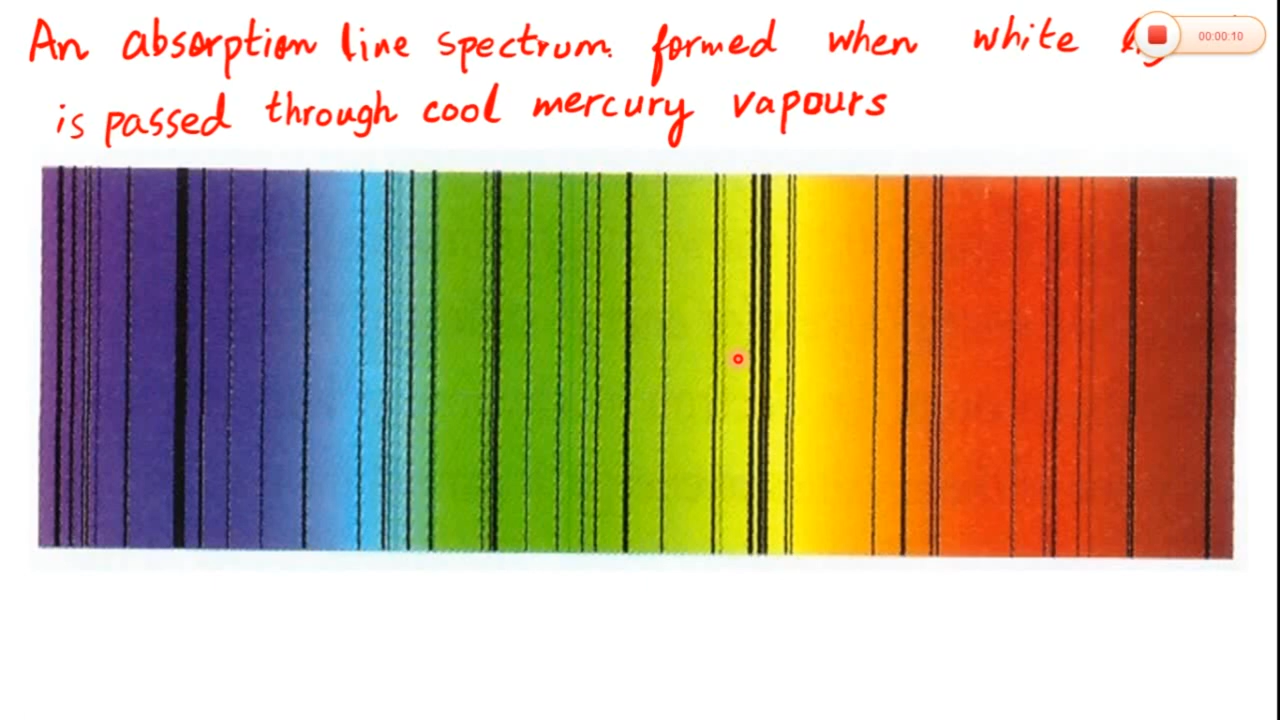 An absorption line spectrum formed when white
is passed through cool mercury vapours
00:00:10